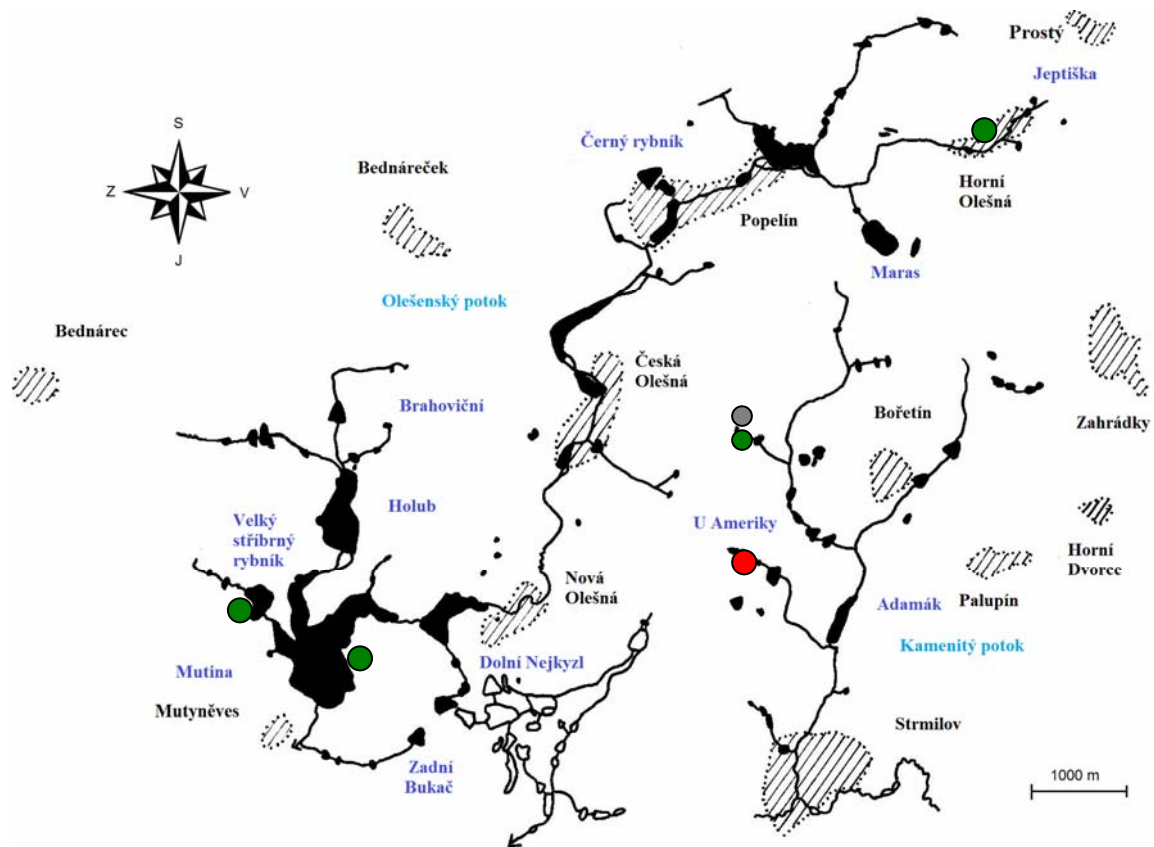 Prostý
Jeptiška
S
Z
V
J
Černý rybník
Bednáreček
Horní
Olešná
Popelín
Maras
Olešenský potok
Bednárec
Česká
Olešná
Brahoviční
Bořetín
Zahrádky
Holub
U Ameriky
Velký
stříbrný
rybník
Horní
Dvorcc
Nová
Olešná
Palupín
Adamák
Kamenitý potok
Dolní Nejkyzl
Mutina
Mutyněves
Strmilov
Zadní
Bukač
1000 m